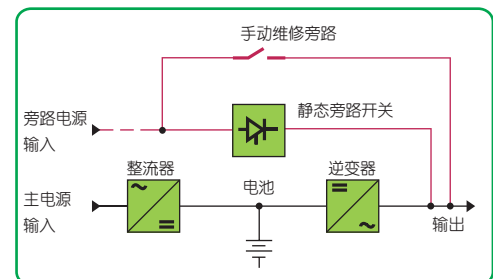 手动维修旁路
旁路电源
输入
静态旁路开关
整流器
电池
逆变器
主电源
输入
输出